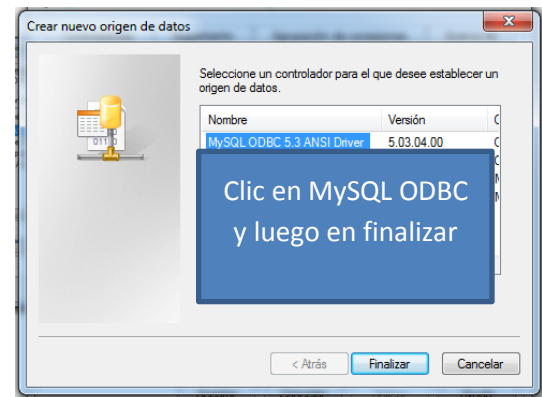 Crear nuevo origen de datos
Seleccione un controlador para el que desee establecer un
origen de datos.
Nombre Versión
MySQL ODBC 5.3 ANSI Driver 5.03.04.00
Clic en MySQL ODBC
y luego en finalizar
< Atrás Finalizar Cancelar